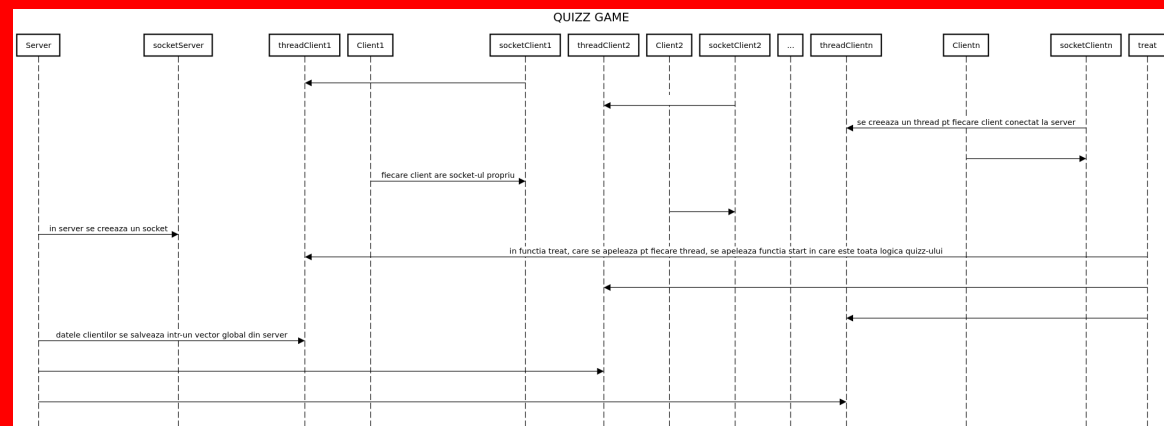 QUIZZ GAME
Server
socketServer
threadClient1
Client1
socketClient1
threadClient2
Client2
socketClient2
...
threadClientn
Clientn
socketClientn
treat
se creeaza un thread pt fiecare client conectat la server
fiecare client are socket-ul propriu
in server se creeaza un socket
in functia treat, care se apeleaza pt fiecare thread, se apeleaza functia start in care este toata logica quizz-ului
datele clientilor se salveaza intr-un vector global din server